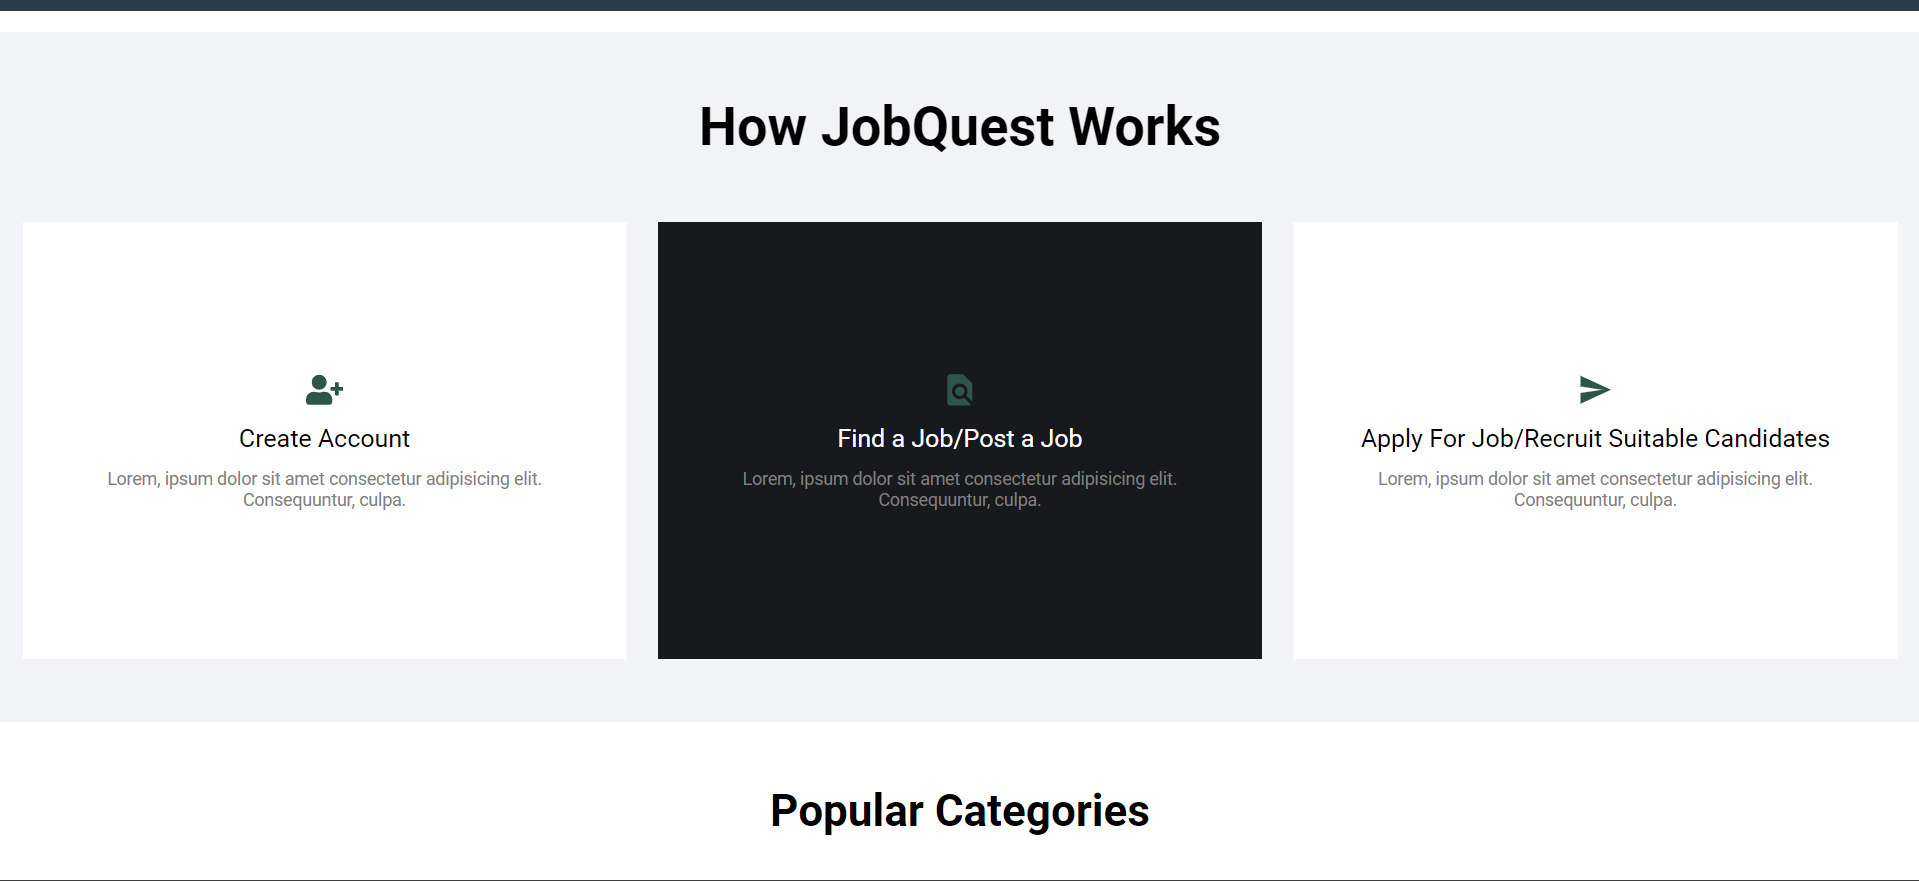 How JobQuest Works
Create Account
Lorem, ipsum dolor sit amet consectetur adipisicing elit.
Consequuntur, culpa.
Find a Job/Post a Job
Lorem, ipsum dolor sit amet consectetur adipisicing elit.
Consequuntur, culpa.
Apply For Job/Recruit Suitable Candidates
Lorem, ipsum dolor sit amet consectetur adipisicing elit.
Consequuntur, culpa.
Popular Categories